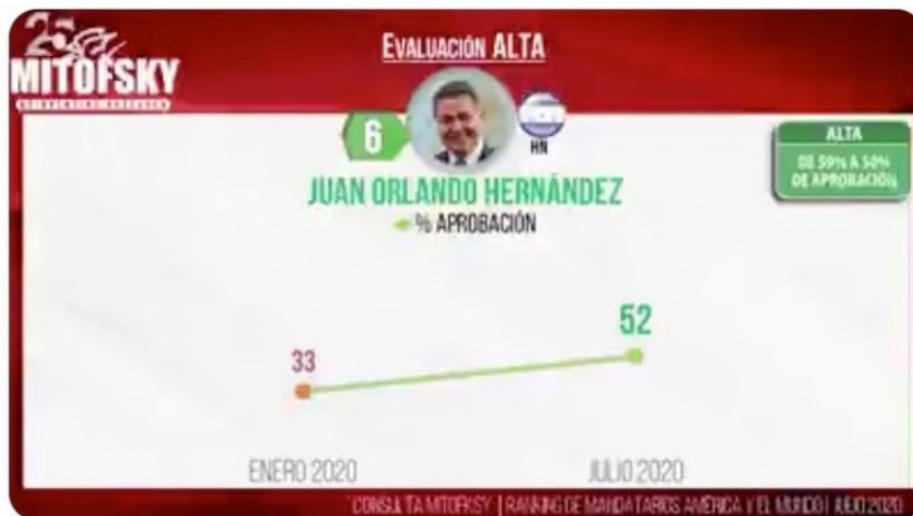 25
MITOFSKY
EVALUACIÓN ALTA
6
HN
JUAN ORLANDO HERNÁNDEZ
% APROBACIÓN
ALTA
DE 59% A 50%
DE APROBACIÓN
52
33
ENERO 2020
JULIO 2020
CONSULTA MITOFKSY | RANKING DE MANDATARIOS AMÉRICA Y EL MUNDO | JULIO 2020